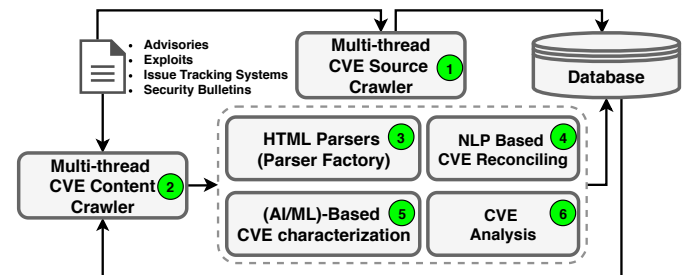 Advisories
Exploits
Issue Tracking Systems
Security Bulletins
Multi-thread
CVE Source
Crawler
1
Database
Multi-thread
CVE Content
Crawler
2
HTML Parsers
(Parser Factory)
3
NLP Based
CVE Reconciling
4
(AI/ML)-Based
CVE characterization
5
CVE
Analysis
6